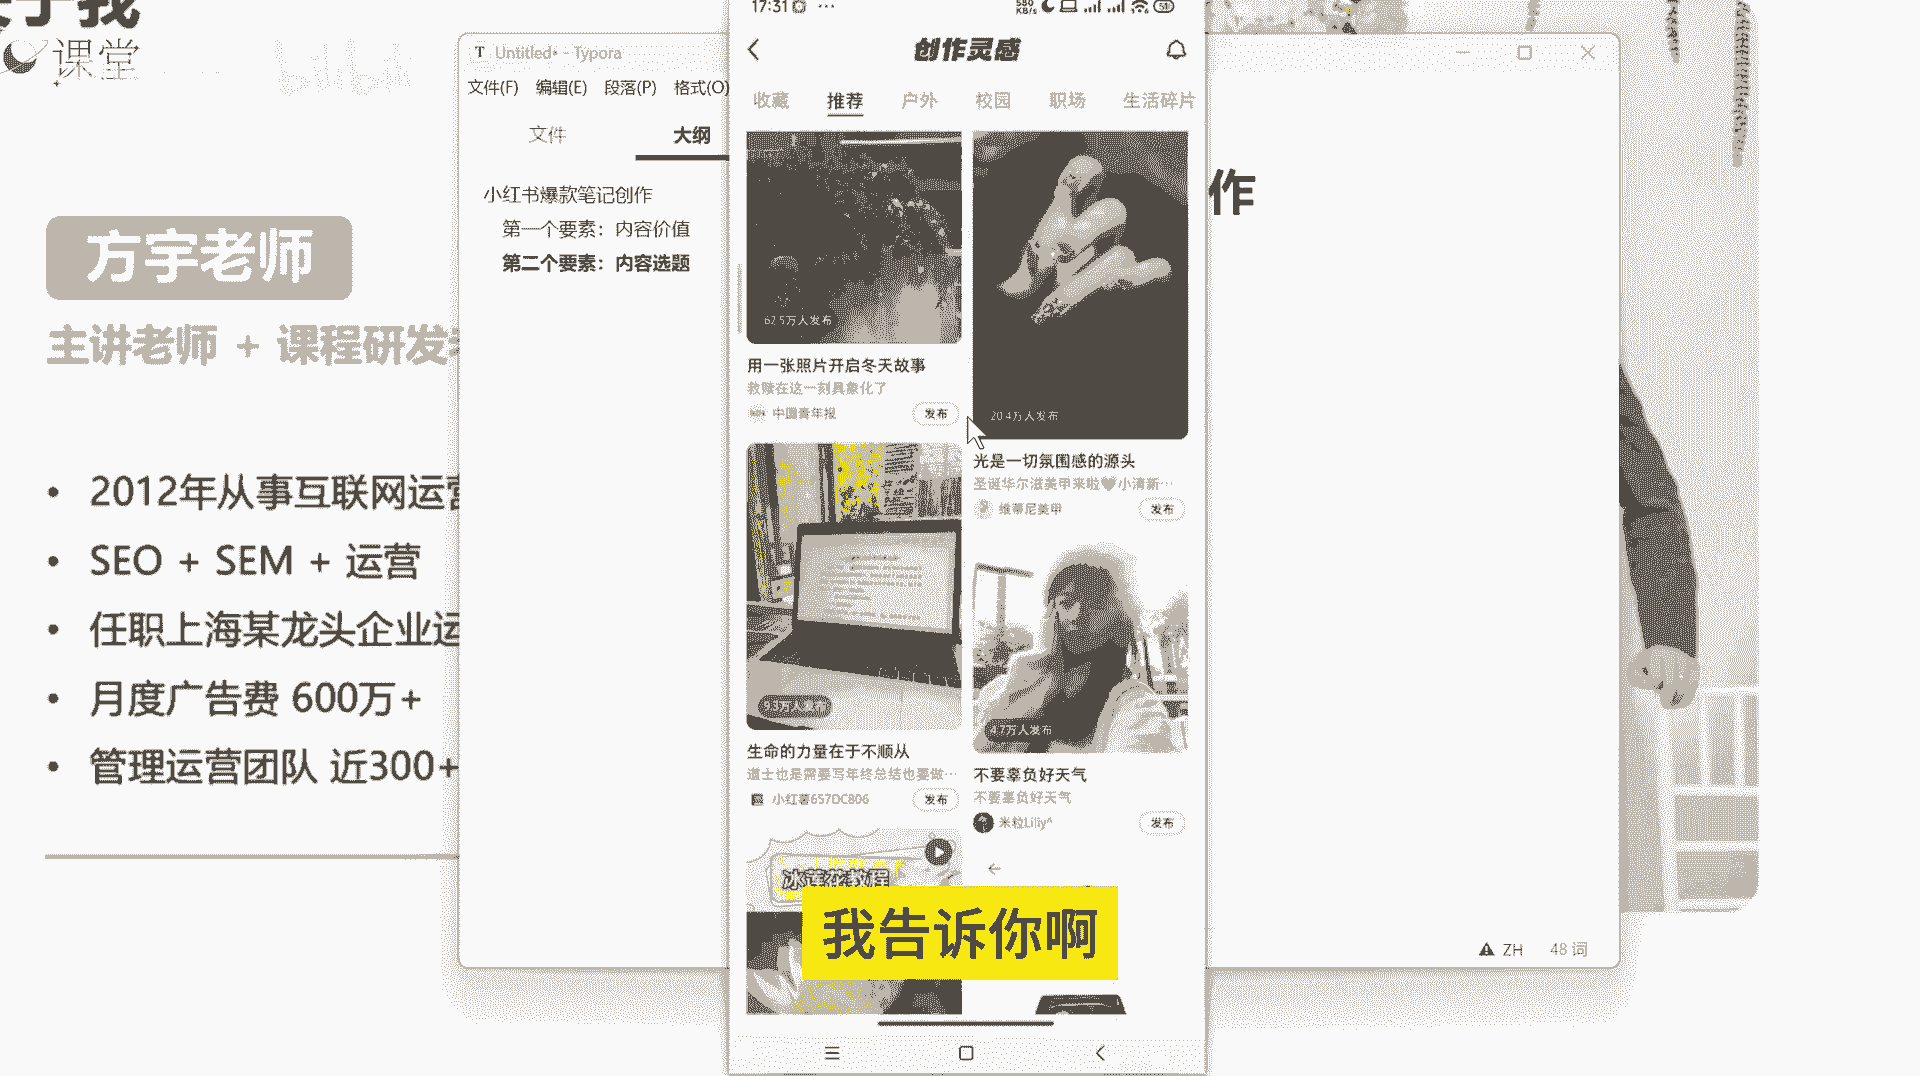 关于我
课堂
bilibili
方宇老师
主讲老师 + 课程研发
2012年从事互联网运营
SEO + SEM + 运营
任职上海某龙头企业运
月度广告费 600万+
管理运营团队 近300+
Untitled• - Typora
文件(F) 编辑(E) 段落(P) 格式(O)
文件 大纲
小红书爆款笔记创作
第一个要素：内容价值
第二个要素：内容选题
作
ZH 48 词
17:31
580 KB/s
创作灵感
收藏 推荐 户外 校园 职场 生活碎片
62.5万人发布
用一张照片开启冬天故事
救赎在这一刻具象化了
中国青年报 发布
20.4万人发布
光是一切氛围感的源头
圣诞华尔滋美甲来啦🖤小清新…
维蒂尼美甲 发布
9.3万人发布
生命的力量在于不顺从
道士也是需要写年终总结也要做…
小红薯657DC806 发布
4.7万人发布
不要辜负好天气
不要辜负好天气
米粒Liliy^ 发布
冰莲花教程
我告诉你啊